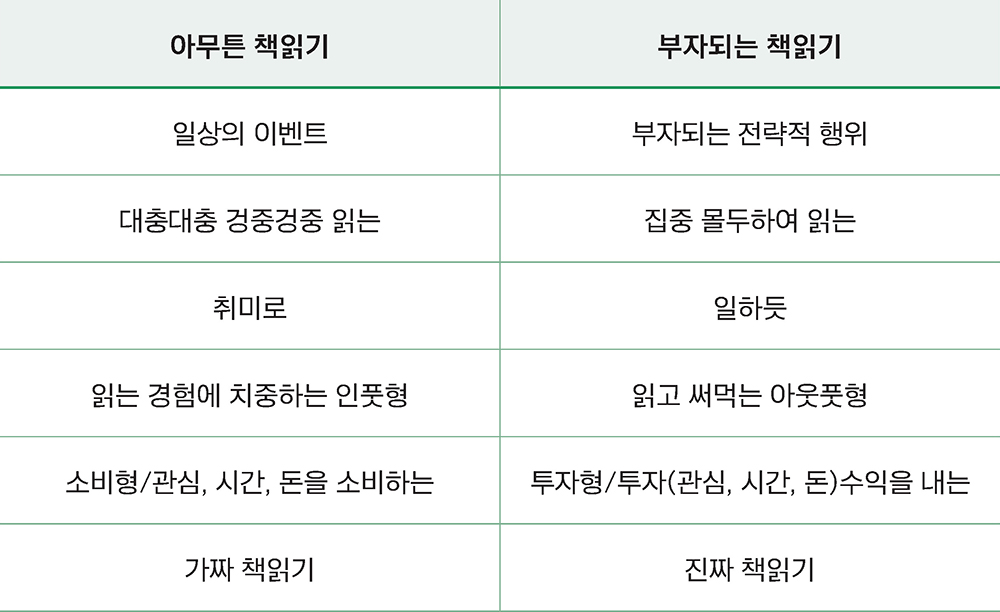 아무튼 책읽기 부자되는 책읽기
일상의 이벤트 부자되는 전략적 행위
대충대충 겅중겅중 읽는 집중 몰두하여 읽는
취미로 일하듯
읽는 경험에 치중하는 인풋형 읽고 써먹는 아웃풋형
소비형/관심, 시간, 돈을 소비하는 투자형/투자(관심, 시간, 돈)수익을 내는
가짜 책읽기 진짜 책읽기